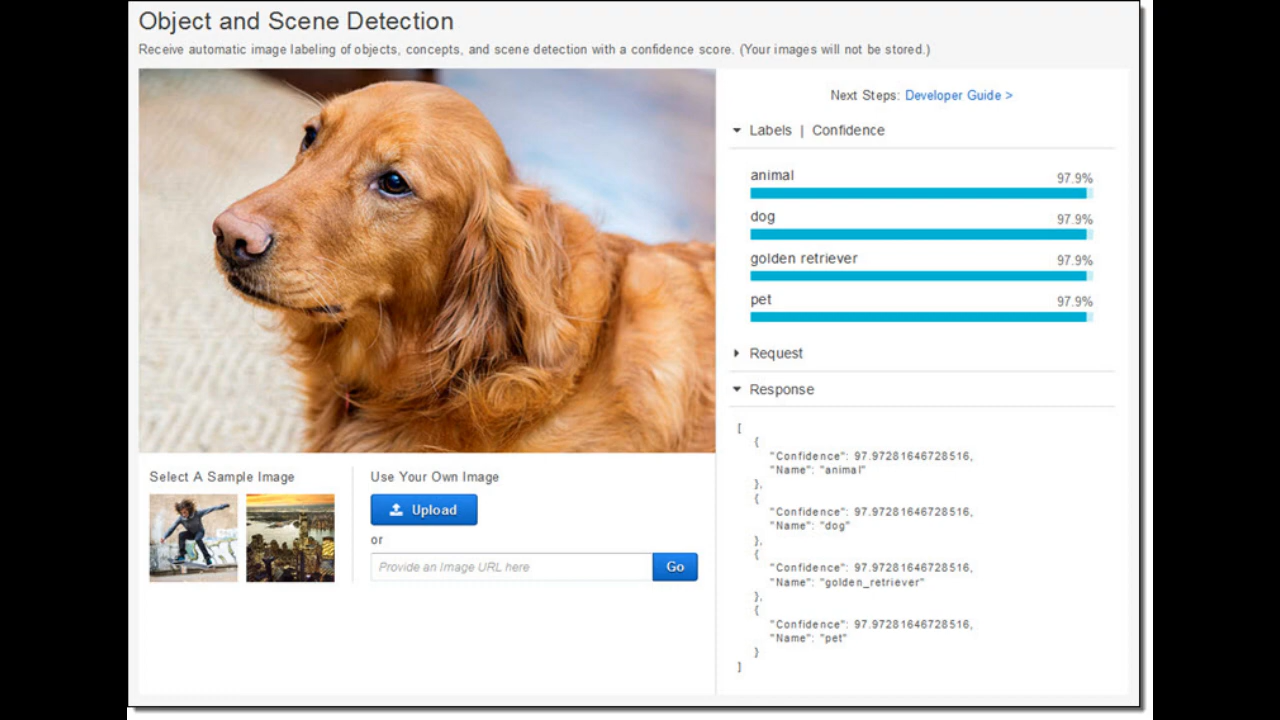 Object and Scene Detection
Receive automatic image labeling of objects, concepts, and scene detection with a confidence score. (Your images will not be stored.)
Next Steps: Developer Guide >
Labels | Confidence
animal 97.9%
dog 97.9%
golden retriever 97.9%
pet 97.9%
Request
Response
[
{
"Confidence": 97.97281646728516,
"Name": "animal"
},
{
"Confidence": 97.97281646728516,
"Name": "dog"
},
{
"Confidence": 97.97281646728516,
"Name": "golden_retriever"
},
{
"Confidence": 97.97281646728516,
"Name": "pet"
}
]
Select A Sample Image
Use Your Own Image
Upload
or
Provide an Image URL here
Go